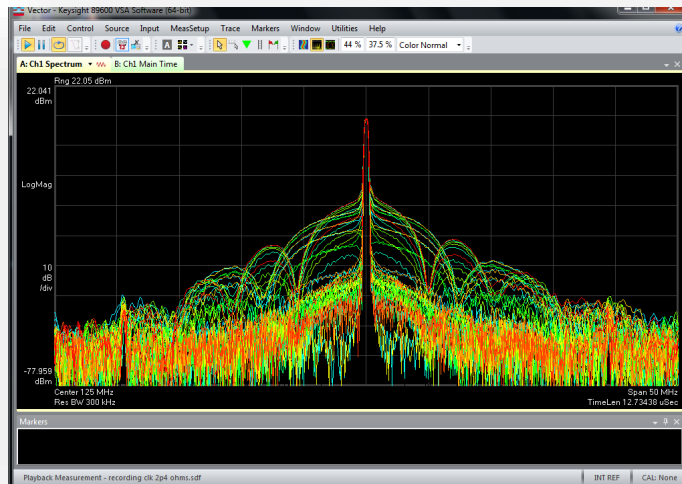 Vector - Keysight 89600 VSA Software (64-bit)
File Edit Control Source Input MeasSetup Trace Markers Window Utilities Help
A 44 % 37.5 % Color Normal
A: Ch1 Spectrum B: Ch1 Main Time
Rng 22.05 dBm
22.041
dBm
LogMag
10
dB
/div
-77.959
dBm
Center 125 MHz Span 50 MHz
Res BW 300 kHz TimeLen 12.73438 uSec
Markers
Playback Measurement - recording clk 2p4 ohms.sdf INT REF CAL: None